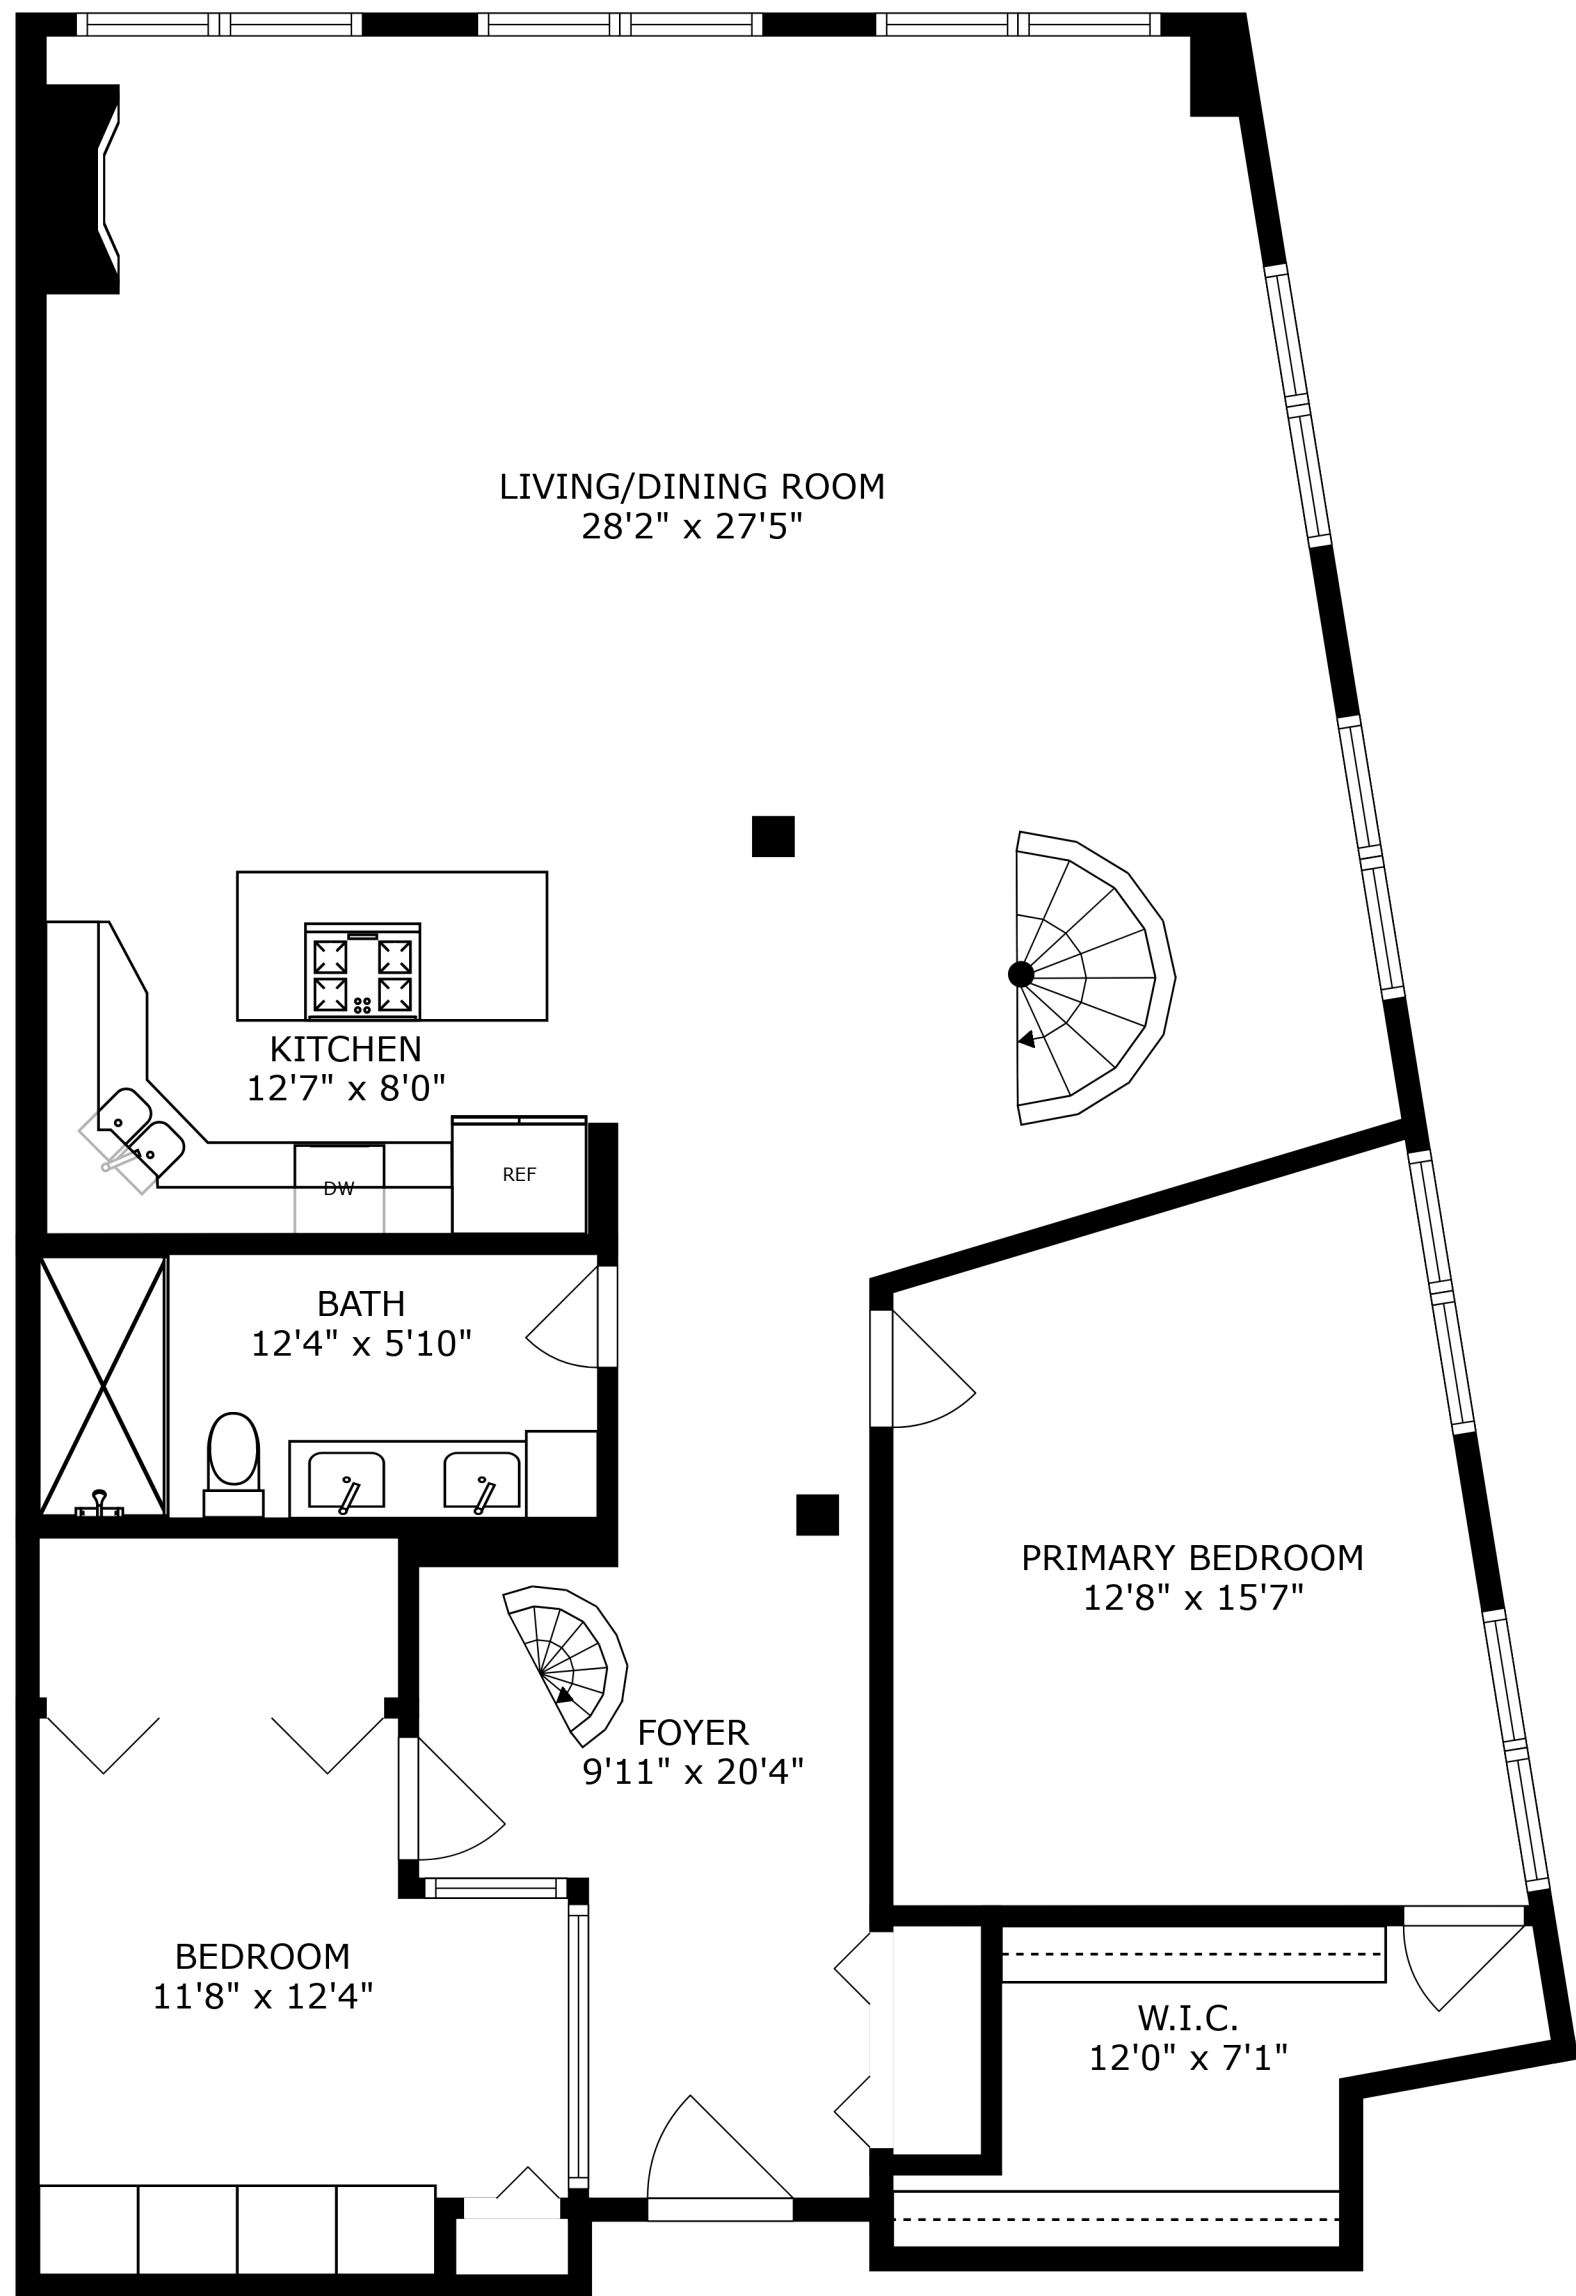 LIVING/DINING ROOM
28'2" x 27'5"
KITCHEN
12'7" x 8'0"
DW
REF
BATH
12'4" x 5'10"
PRIMARY BEDROOM
12'8" x 15'7"
FOYER
9'11" x 20'4"
BEDROOM
11'8" x 12'4"
W.I.C.
12'0" x 7'1"